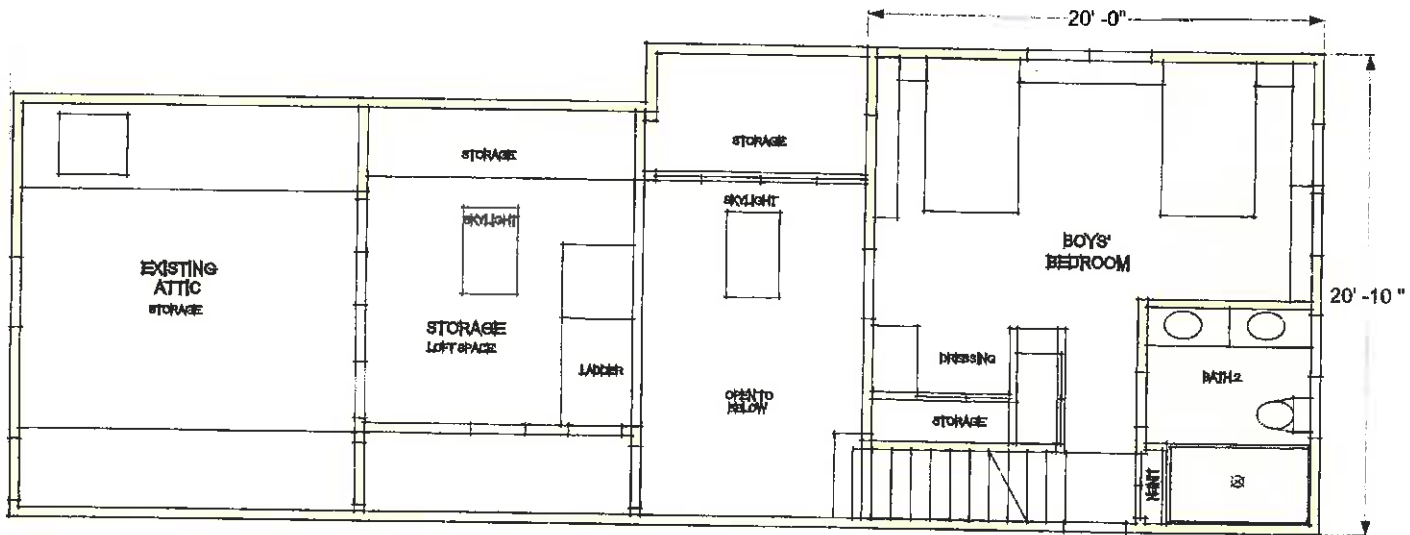 20' -0"
STORAGE
STORAGE
SKYLIGHT
SKYLIGHT
BOYS'
BEDROOM
EXISTING
ATTIC
STORAGE
20' -10 "
STORAGE
LOFT SPACE
LADDER
DRESSING
BATH 2
OPEN TO
BELOW
STORAGE
LINEN